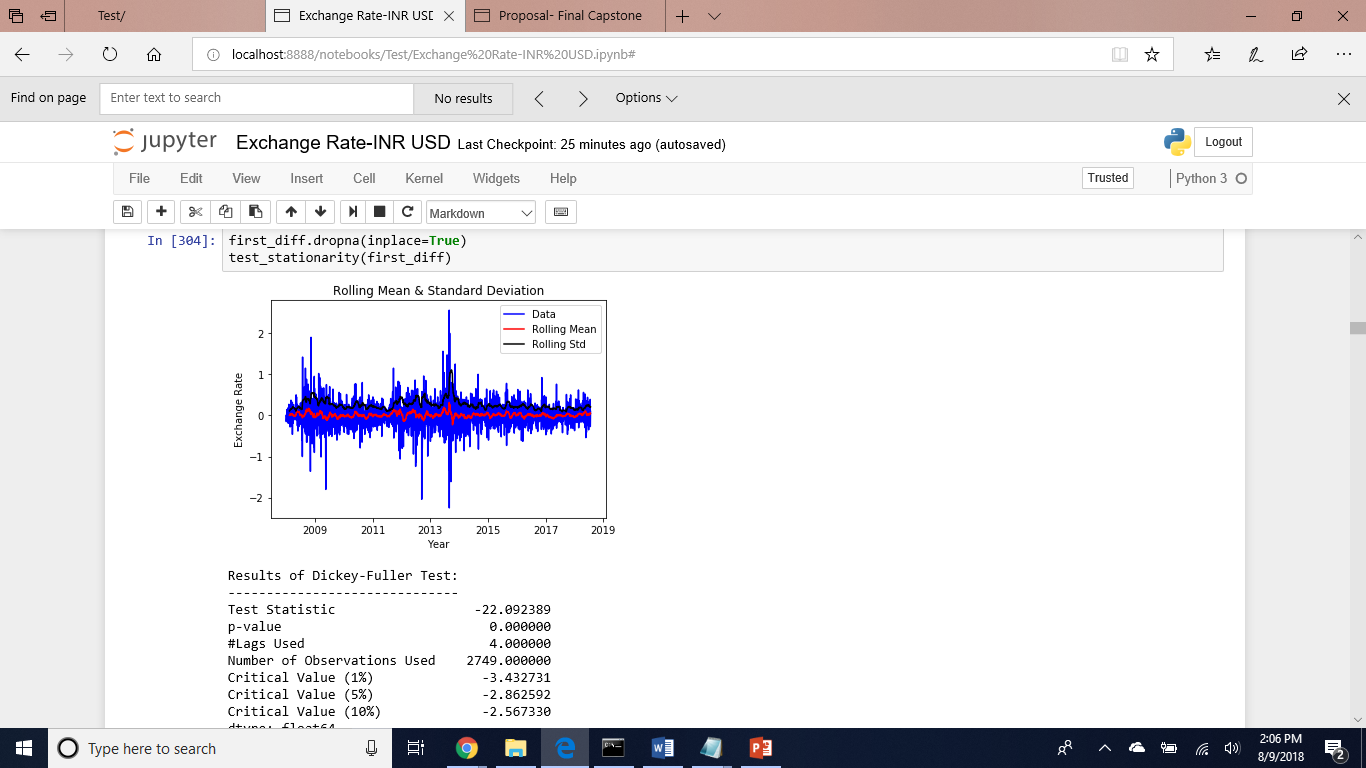 Test/
Exchange Rate-INR USD
Proposal- Final Capstone
localhost:8888/notebooks/Test/Exchange%20Rate-INR%20USD.ipynb#
Find on page
Enter text to search
No results
Options
jupyter
Exchange Rate-INR USD
Last Checkpoint: 25 minutes ago (autosaved)
Logout
File Edit View Insert Cell Kernel Widgets Help
Trusted
Python 3
Markdown
In [304]:
first_diff.dropna(inplace=True)
test_stationarity(first_diff)
Rolling Mean & Standard Deviation
Data
Rolling Mean
Rolling Std
Exchange Rate
2
1
0
−1
−2
2009 2011 2013 2015 2017 2019
Year
Results of Dickey-Fuller Test:
------------------------------
Test Statistic -22.092389
p-value 0.000000
#Lags Used 4.000000
Number of Observations Used 2749.000000
Critical Value (1%) -3.432731
Critical Value (5%) -2.862592
Critical Value (10%) -2.567330
dtype: float64
Type here to search
2:06 PM
8/9/2018
2